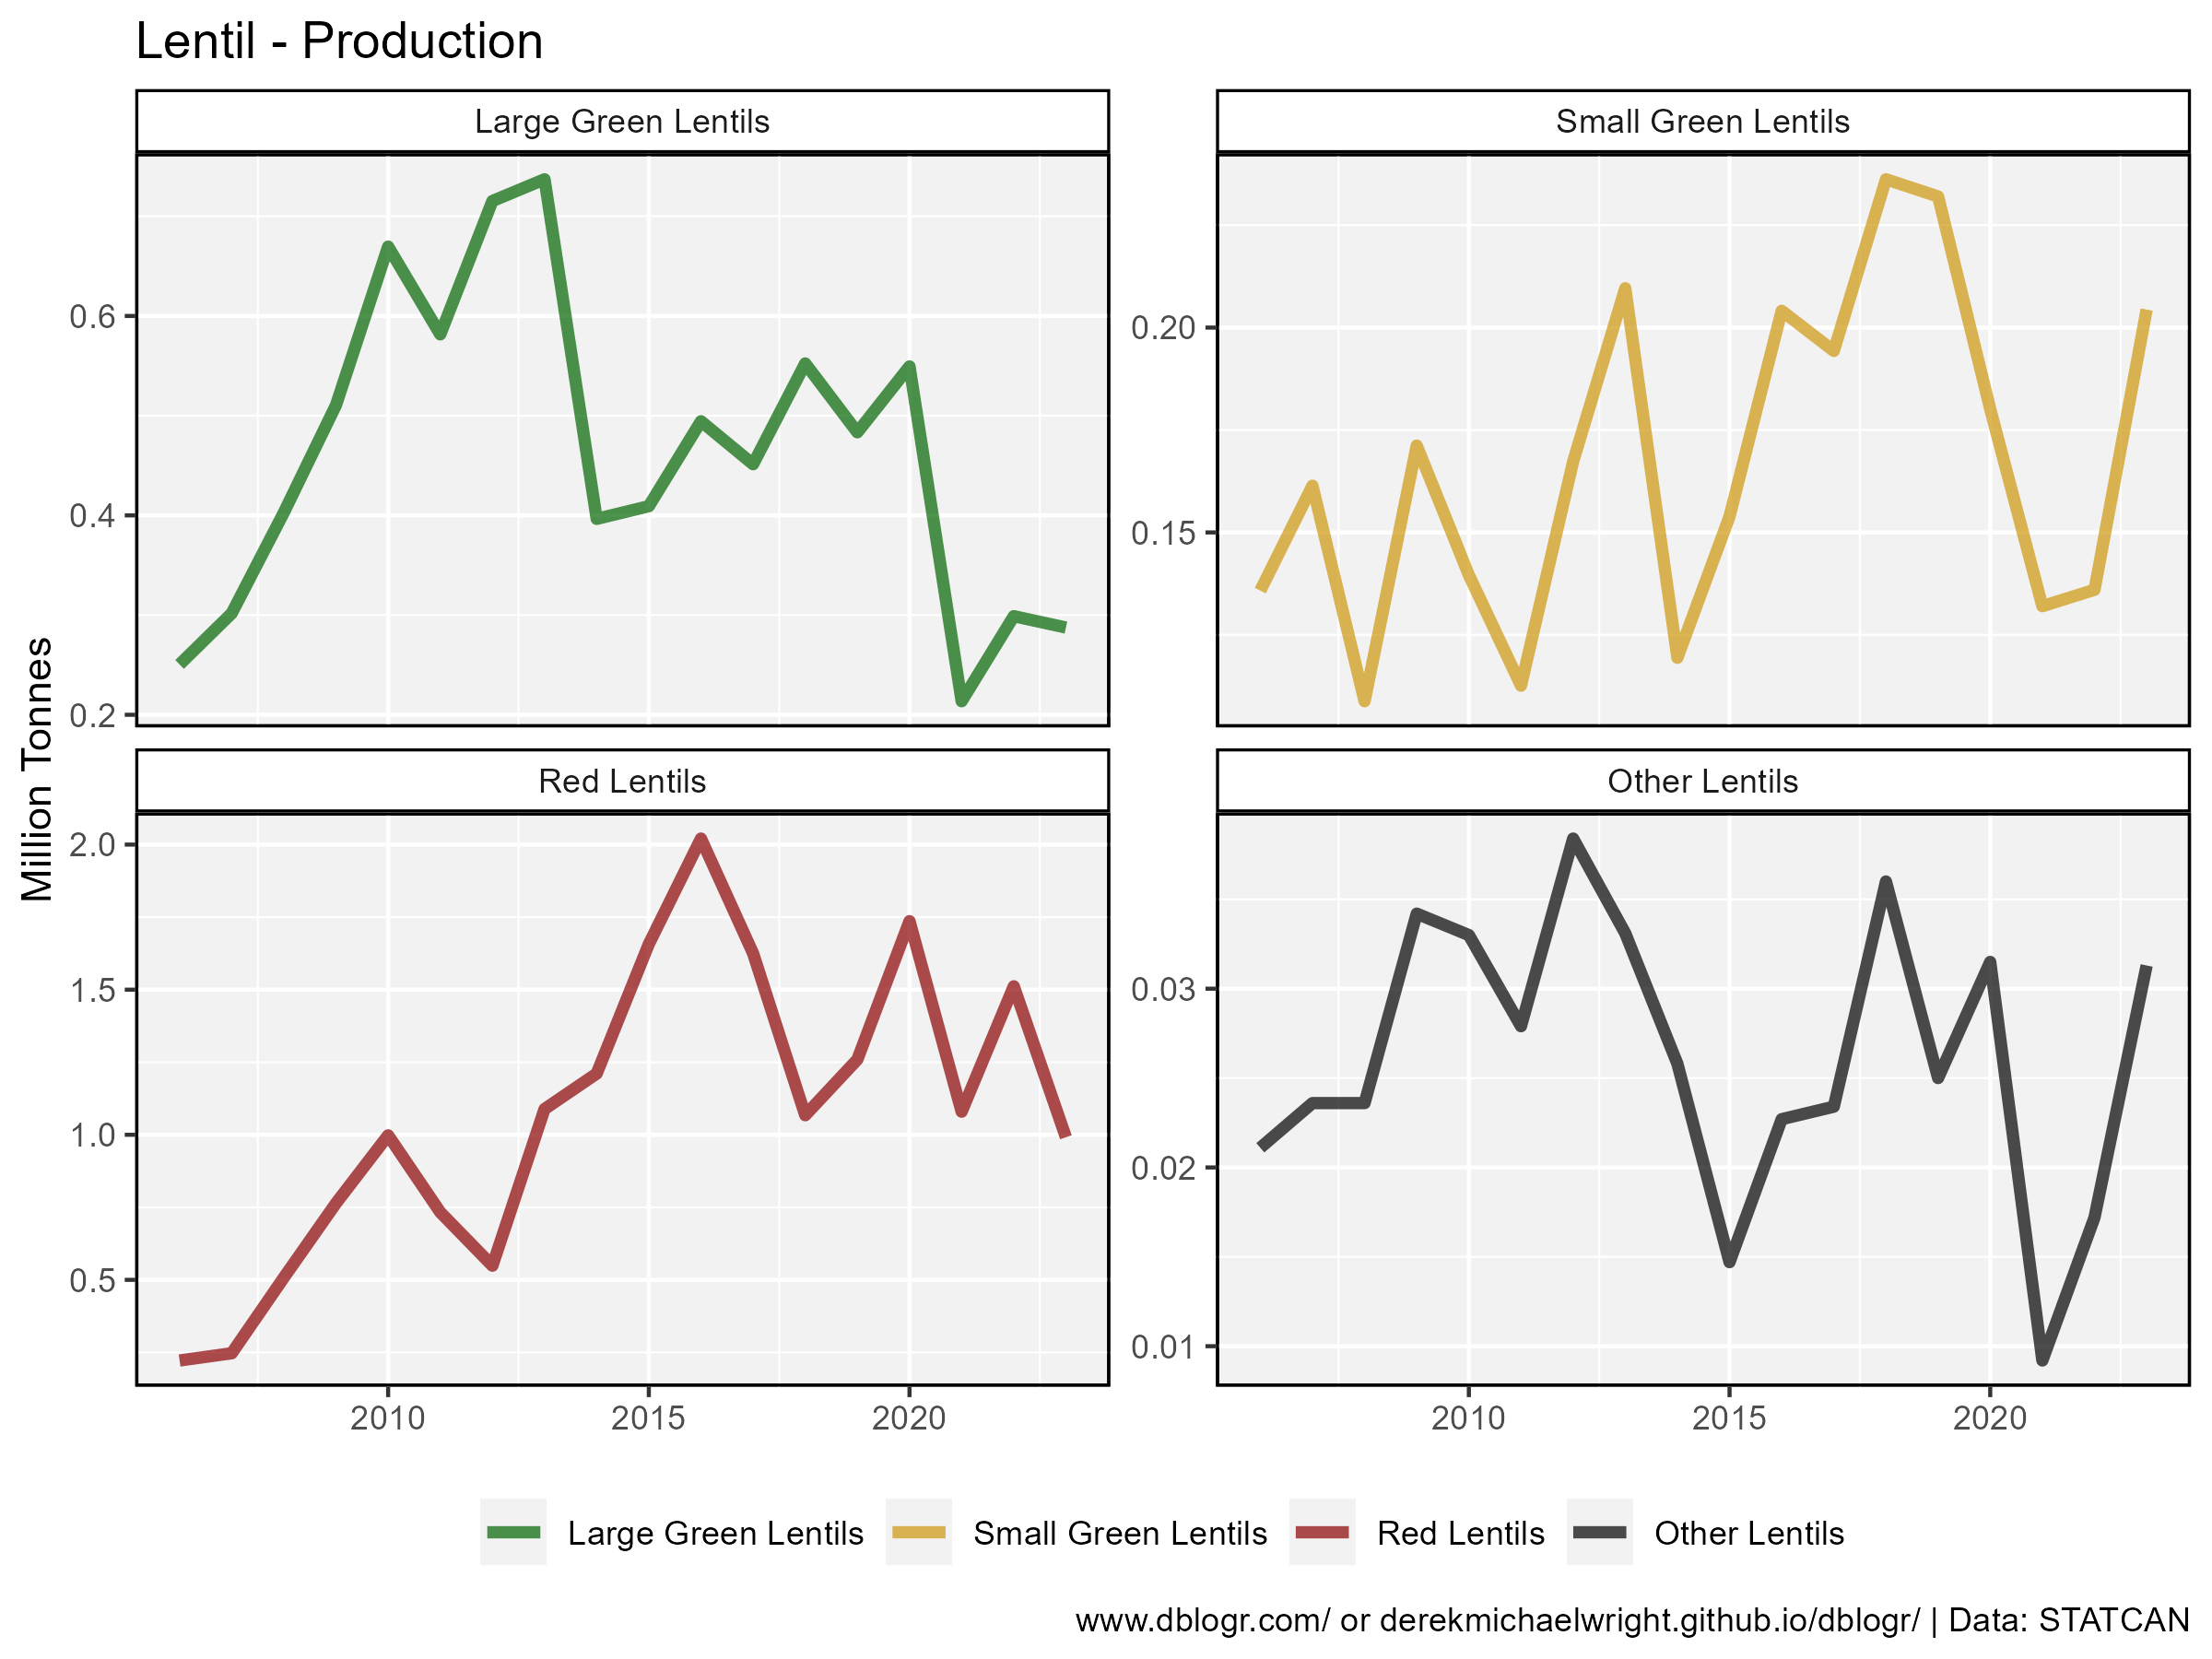 Lentil - Production
Large Green Lentils
Small Green Lentils
Million Tonnes
0.6
0.4
0.2
0.20
0.15
Red Lentils
Other Lentils
2.0
1.5
1.0
0.5
0.03
0.02
0.01
2010 2015 2020
2010 2015 2020
Large Green Lentils Small Green Lentils Red Lentils Other Lentils
www.dblogr.com/ or derekmichaelwright.github.io/dblogr/ | Data: STATCAN